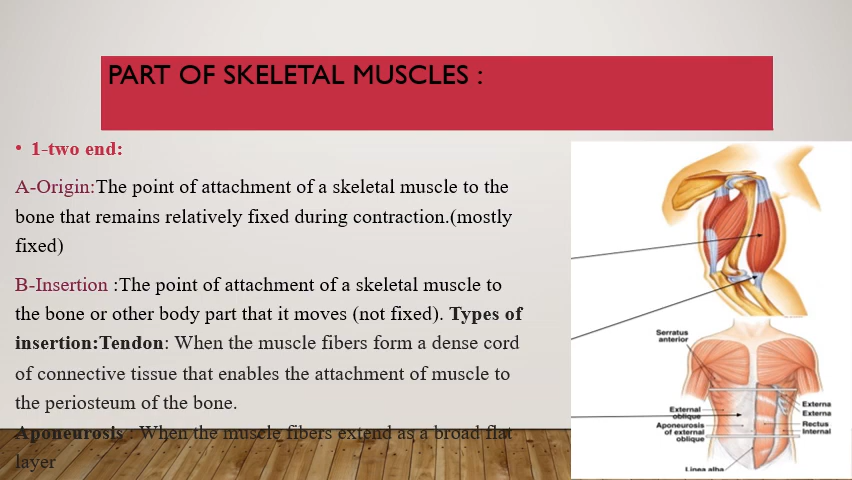 PART OF SKELETAL MUSCLES :
• 1-two end:
A-Origin:The point of attachment of a skeletal muscle to the
bone that remains relatively fixed during contraction.(mostly
fixed)
B-Insertion :The point of attachment of a skeletal muscle to
the bone or other body part that it moves (not fixed). Types of
insertion:Tendon: When the muscle fibers form a dense cord
of connective tissue that enables the attachment of muscle to
the periosteum of the bone.
Aponeurosis : When the muscle fibers extend as a broad flat
layer
Serratus
anterior
External
oblique
Aponeurosis
of external
oblique
Externa
Externa
Rectus
Internal
Linea alba